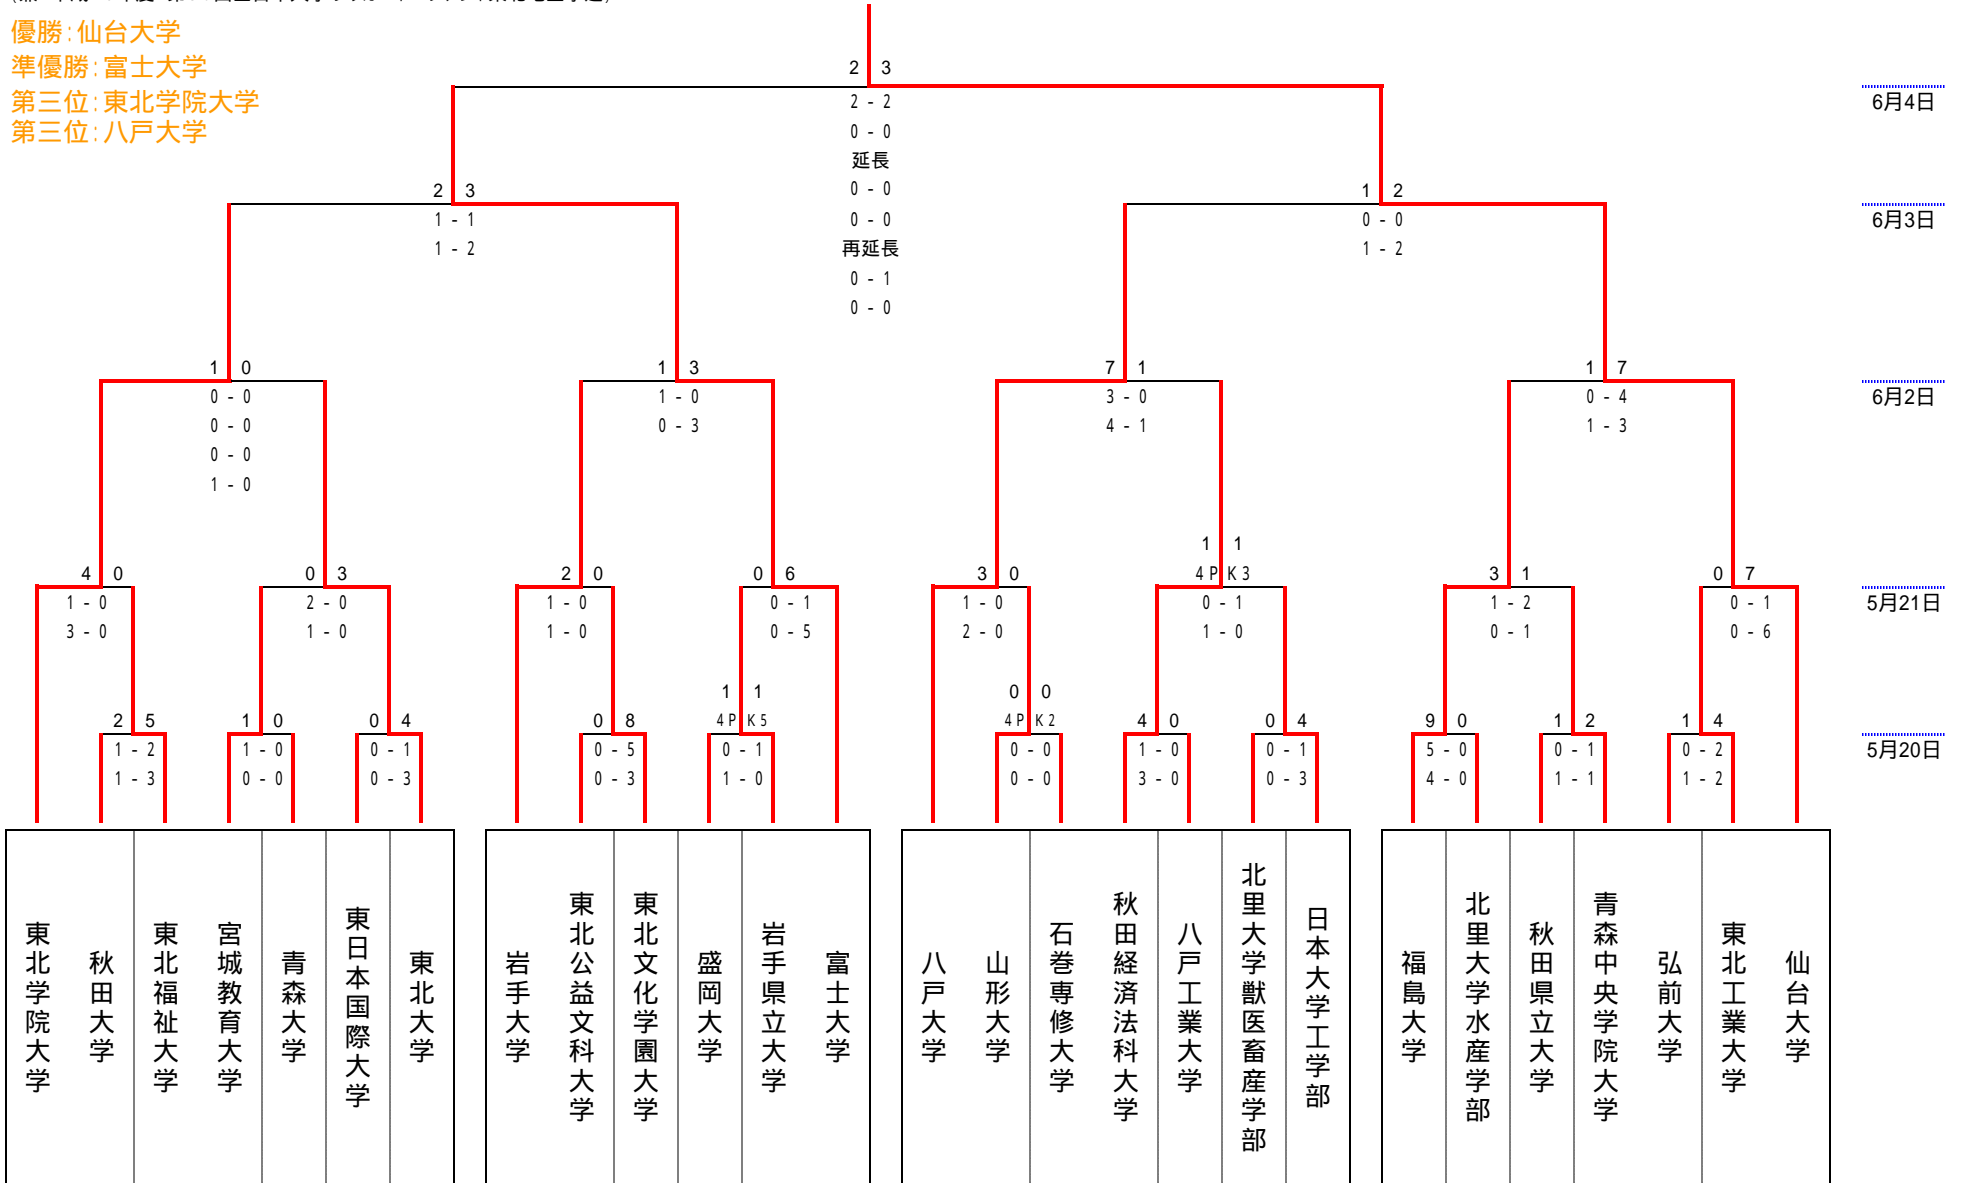 優勝:仙台大学
準優勝:富士大学
第三位:東北学院大学
第三位:八戸大学
2 3
2 - 2
0 - 0
延長
0 - 0
0 - 0
再延長
0 - 1
0 - 0
6月4日
2 3
1 - 1
1 - 2
1 2
0 - 0
1 - 2
6月3日
1 0
0 - 0
0 - 0
0 - 0
1 - 0
1 3
1 - 0
0 - 3
7 1
3 - 0
4 - 1
1 7
0 - 4
1 - 3
6月2日
4 0
1 - 0
3 - 0
0 3
2 - 0
1 - 0
2 0
1 - 0
1 - 0
0 6
0 - 1
0 - 5
3 0
1 - 0
2 - 0
1 1
4PK3
0 - 1
1 - 0
3 1
1 - 2
0 - 1
0 7
0 - 1
0 - 6
5月21日
2 5
1 - 2
1 - 3
1 0
1 - 0
0 - 0
0 4
0 - 1
0 - 3
0 8
0 - 5
0 - 3
1 1
4PK5
0 - 1
1 - 0
0 0
4PK2
0 - 0
0 - 0
4 0
1 - 0
3 - 0
0 4
0 - 1
0 - 3
9 0
5 - 0
4 - 0
1 2
0 - 1
1 - 1
1 4
0 - 2
1 - 2
5月20日
東北学院大学
秋田大学
東北福祉大学
宮城教育大学
青森大学
東日本国際大学
東北大学
岩手大学
東北公益文科大学
東北文化学園大学
盛岡大学
岩手県立大学
富士大学
八戸大学
山形大学
石巻専修大学
秋田経済法科大学
八戸工業大学
北里大学獣医畜産学部
日本大学工学部
福島大学
北里大学水産学部
秋田県立大学
青森中央学院大学
弘前大学
東北工業大学
仙台大学